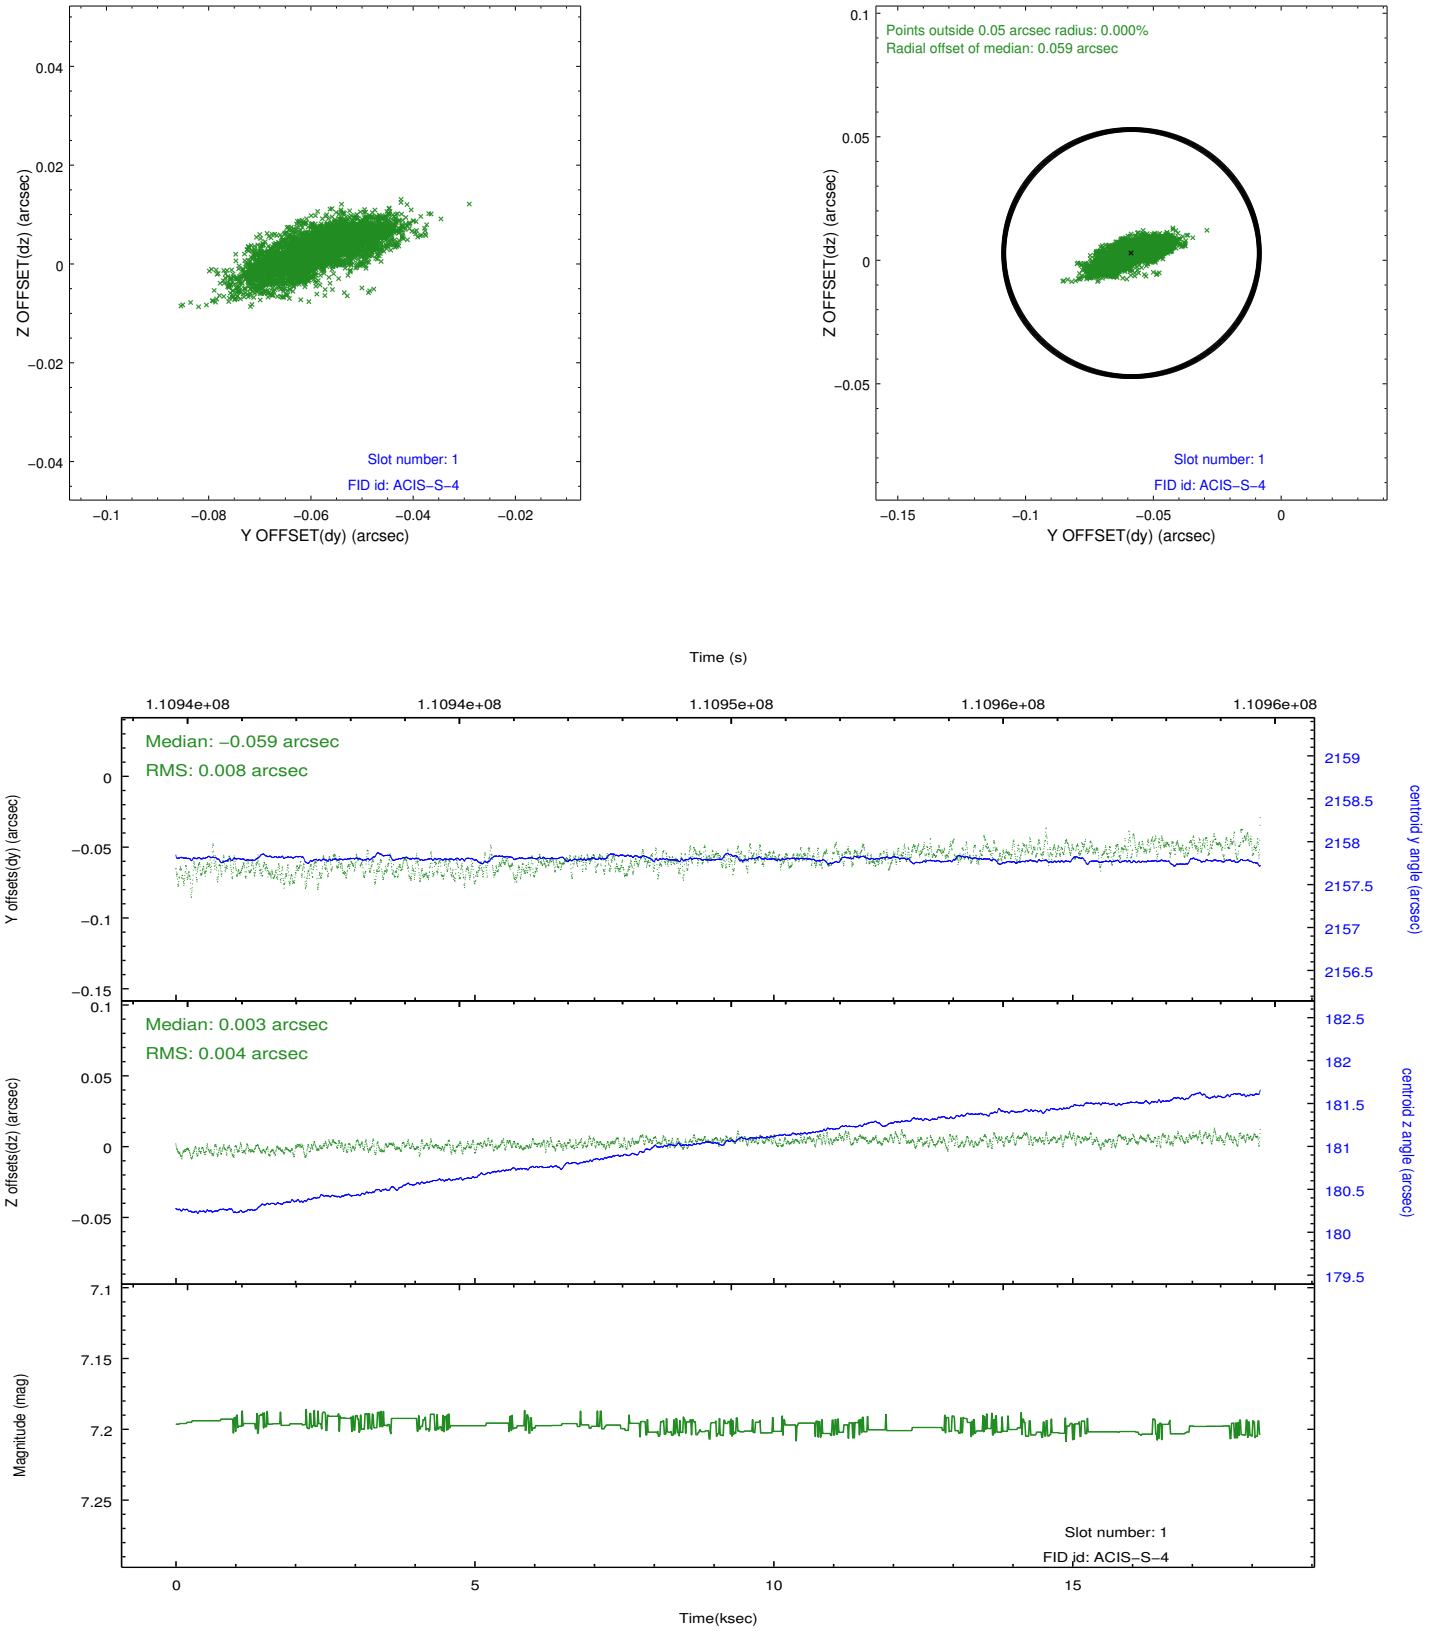 0.04
0.02
0
−0.02
−0.04
Z OFFSET(dz) (arcsec)
Slot number: 1
FID id: ACIS−S−4
−0.1
−0.08
−0.06
−0.04
−0.02
Y OFFSET(dy) (arcsec)
0.1
0.05
0
−0.05
Z OFFSET(dz) (arcsec)
Points outside 0.05 arcsec radius: 0.000%
Radial offset of median: 0.059 arcsec
Slot number: 1
FID id: ACIS−S−4
−0.15
−0.1
−0.05
0
Y OFFSET(dy) (arcsec)
Time (s)
1.1094e+08
1.1094e+08
1.1095e+08
1.1096e+08
1.1096e+08
Median: −0.059 arcsec
RMS: 0.008 arcsec
0
−0.05
−0.1
−0.15
Y offsets(dy) (arcsec)
2159
2158.5
2158
2157.5
2157
2156.5
centroid y angle (arcsec)
Median: 0.003 arcsec
RMS: 0.004 arcsec
0.1
0.05
0
−0.05
Z offsets(dz) (arcsec)
182.5
182
181.5
181
180.5
180
179.5
centroid z angle (arcsec)
7.1
7.15
7.2
7.25
Magnitude (mag)
Slot number: 1
FID id: ACIS−S−4
0
5
10
15
Time(ksec)